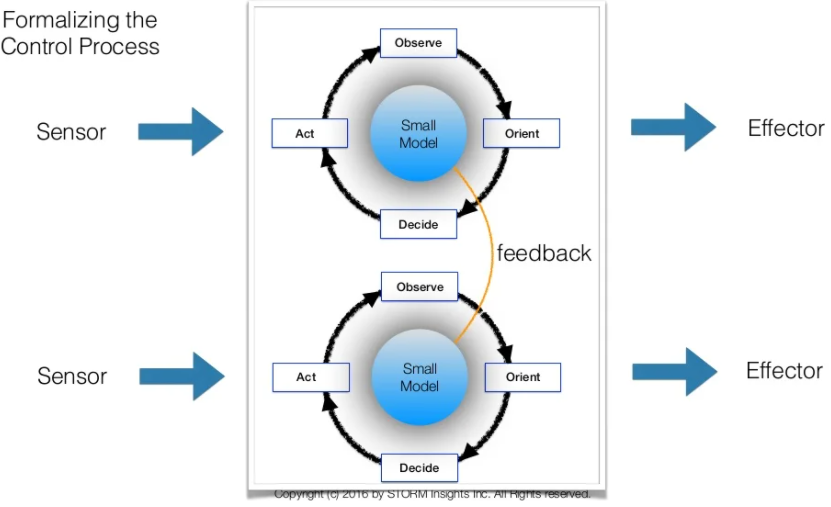 Formalizing the
Control Process
Observe
Sensor
Act
Small
Model
Orient
Effector
Decide
feedback
Observe
Sensor
Act
Small
Model
Orient
Effector
Decide
Copyright (c) 2016 by STORM Insights Inc. All Rights reserved.